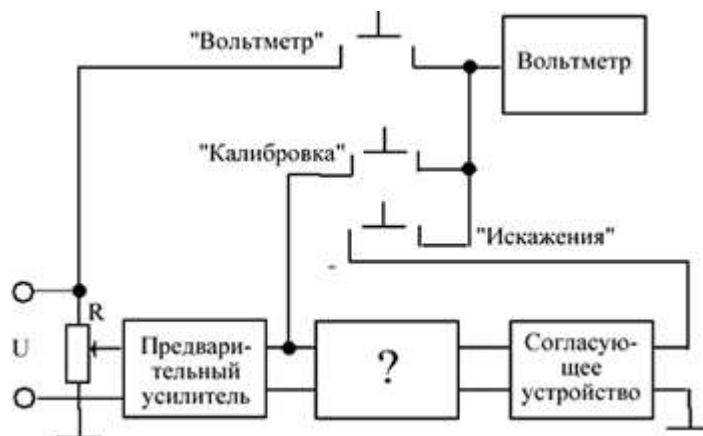 "Вольтметр"
Вольтметр
"Калибровка"
"Искажения"
R
U
Предвари-
тельный
усилитель
?
Согласую-
щее
устройство